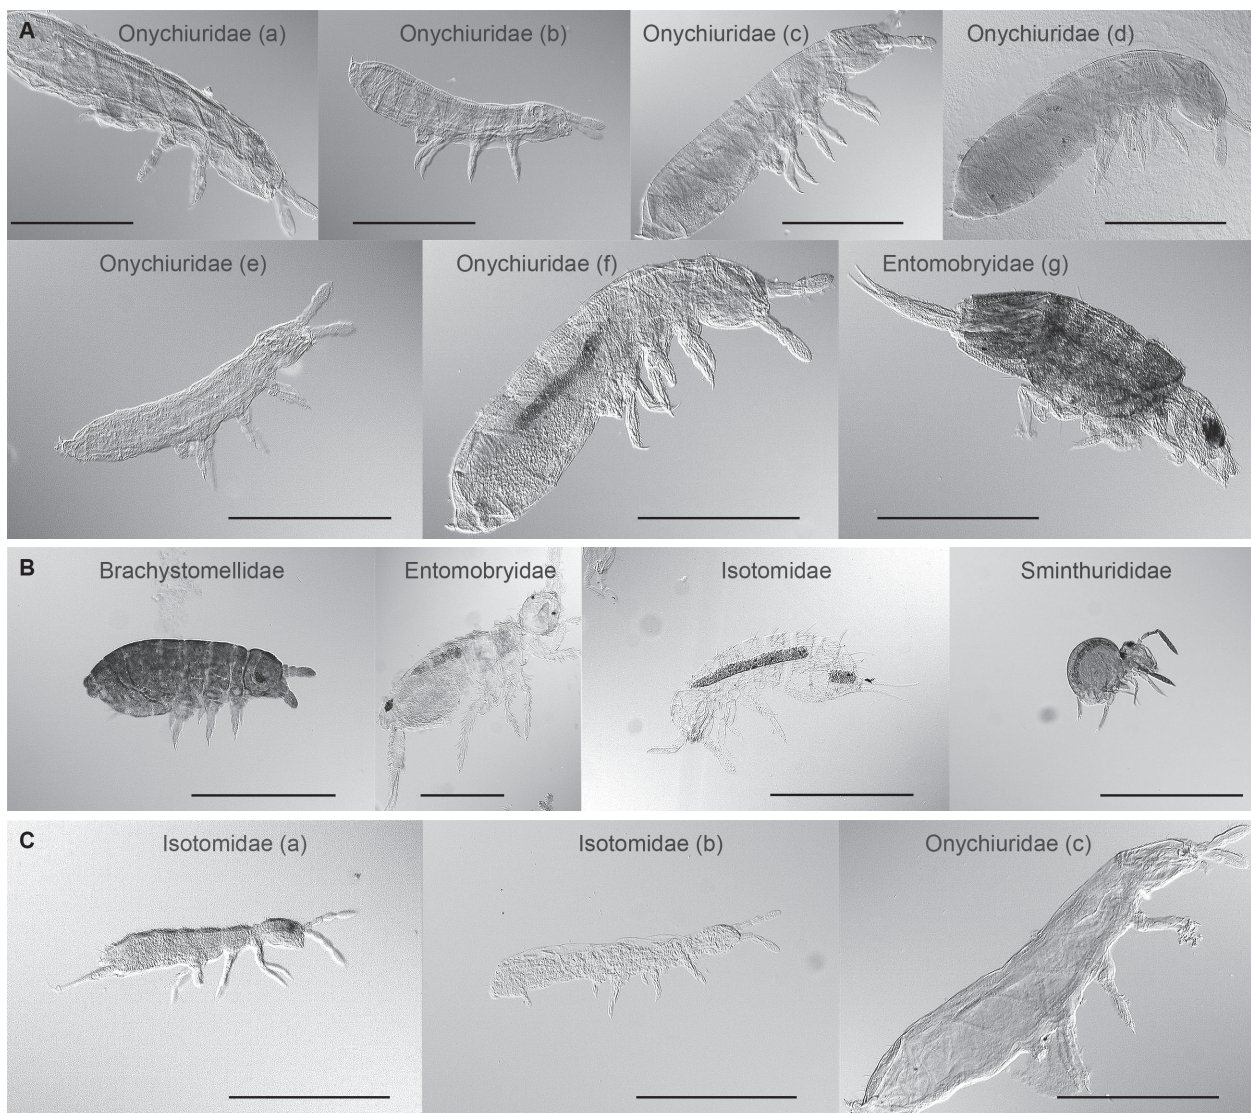 A
Onychiuridae (a)
Onychiuridae (b)
Onychiuridae (c)
Onychiuridae (d)
Onychiuridae (e)
Onychiuridae (f)
Entomobryidae (g)
B
Brachystomellidae
Entomobryidae
Isotomidae
Sminthurididae
C
Isotomidae (a)
Isotomidae (b)
Onychiuridae (c)